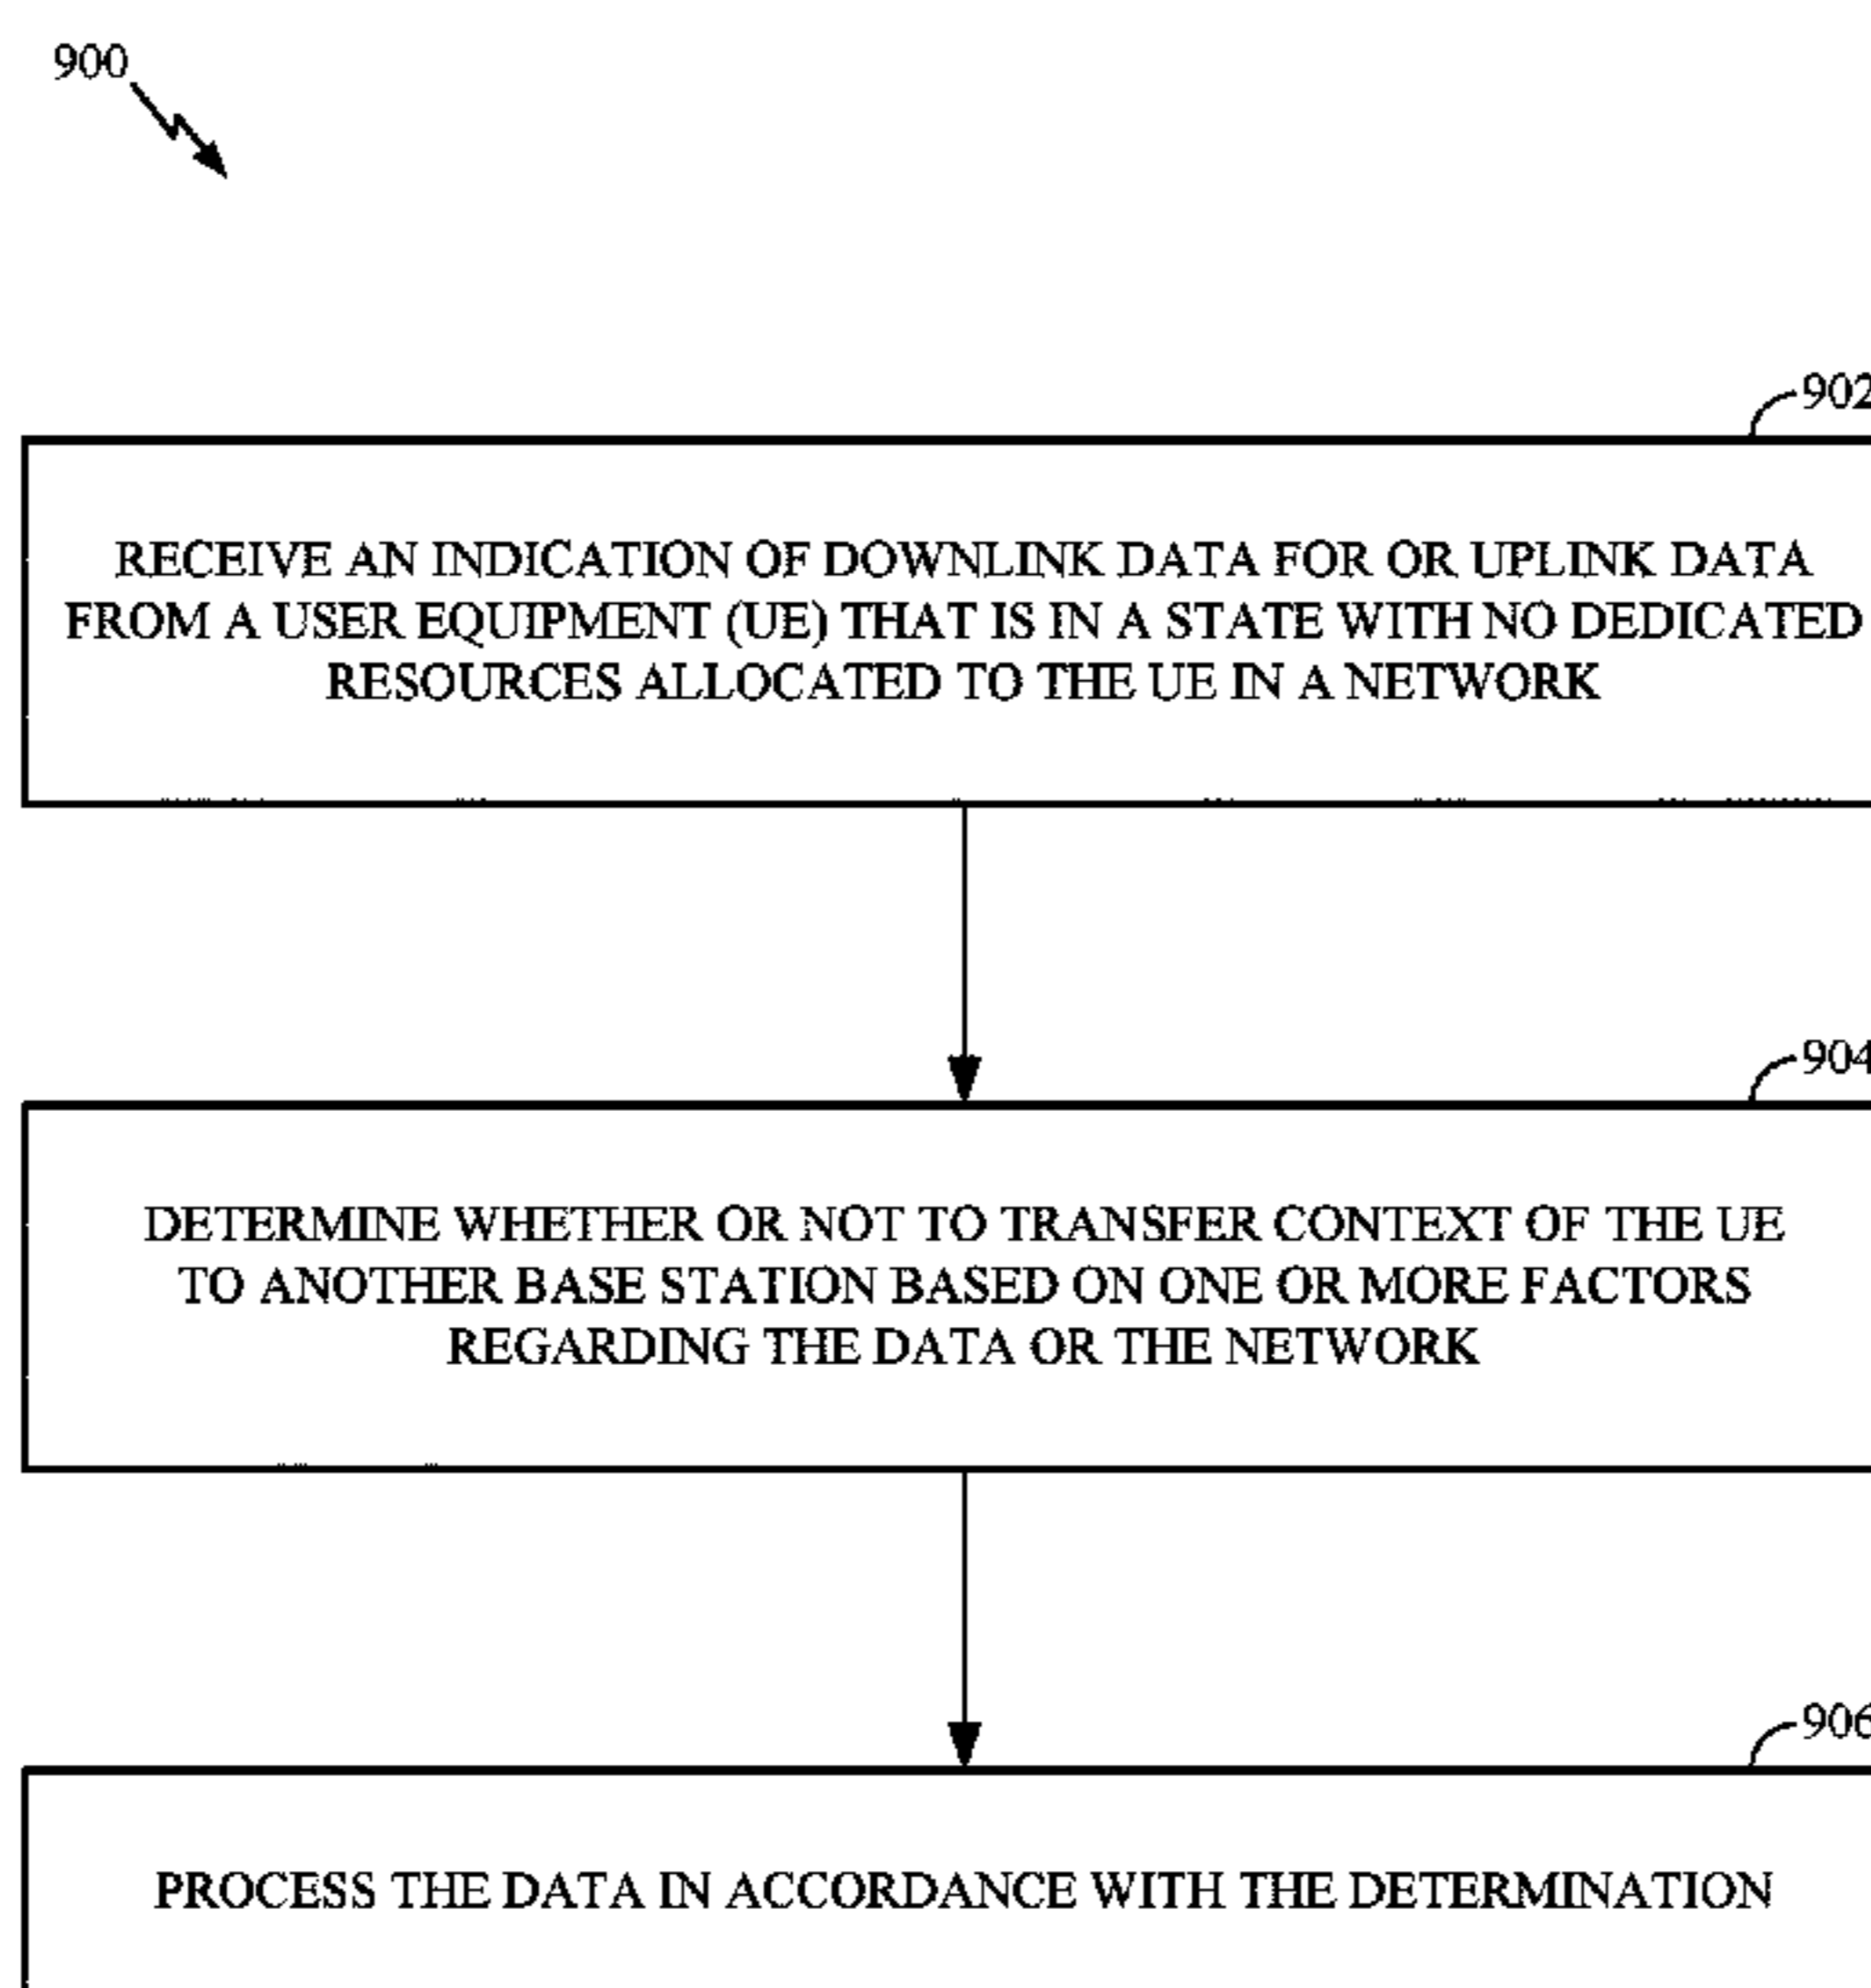 900
902
RECEIVE AN INDICATION OF DOWNLINK DATA FOR OR UPLINK DATA
FROM A USER EQUIPMENT (UE) THAT IS IN A STATE WITH NO DEDICATED
RESOURCES ALLOCATED TO THE UE IN A NETWORK
904
DETERMINE WHETHER OR NOT TO TRANSFER CONTEXT OF THE UE
TO ANOTHER BASE STATION BASED ON ONE OR MORE FACTORS
REGARDING THE DATA OR THE NETWORK
906
PROCESS THE DATA IN ACCORDANCE WITH THE DETERMINATION